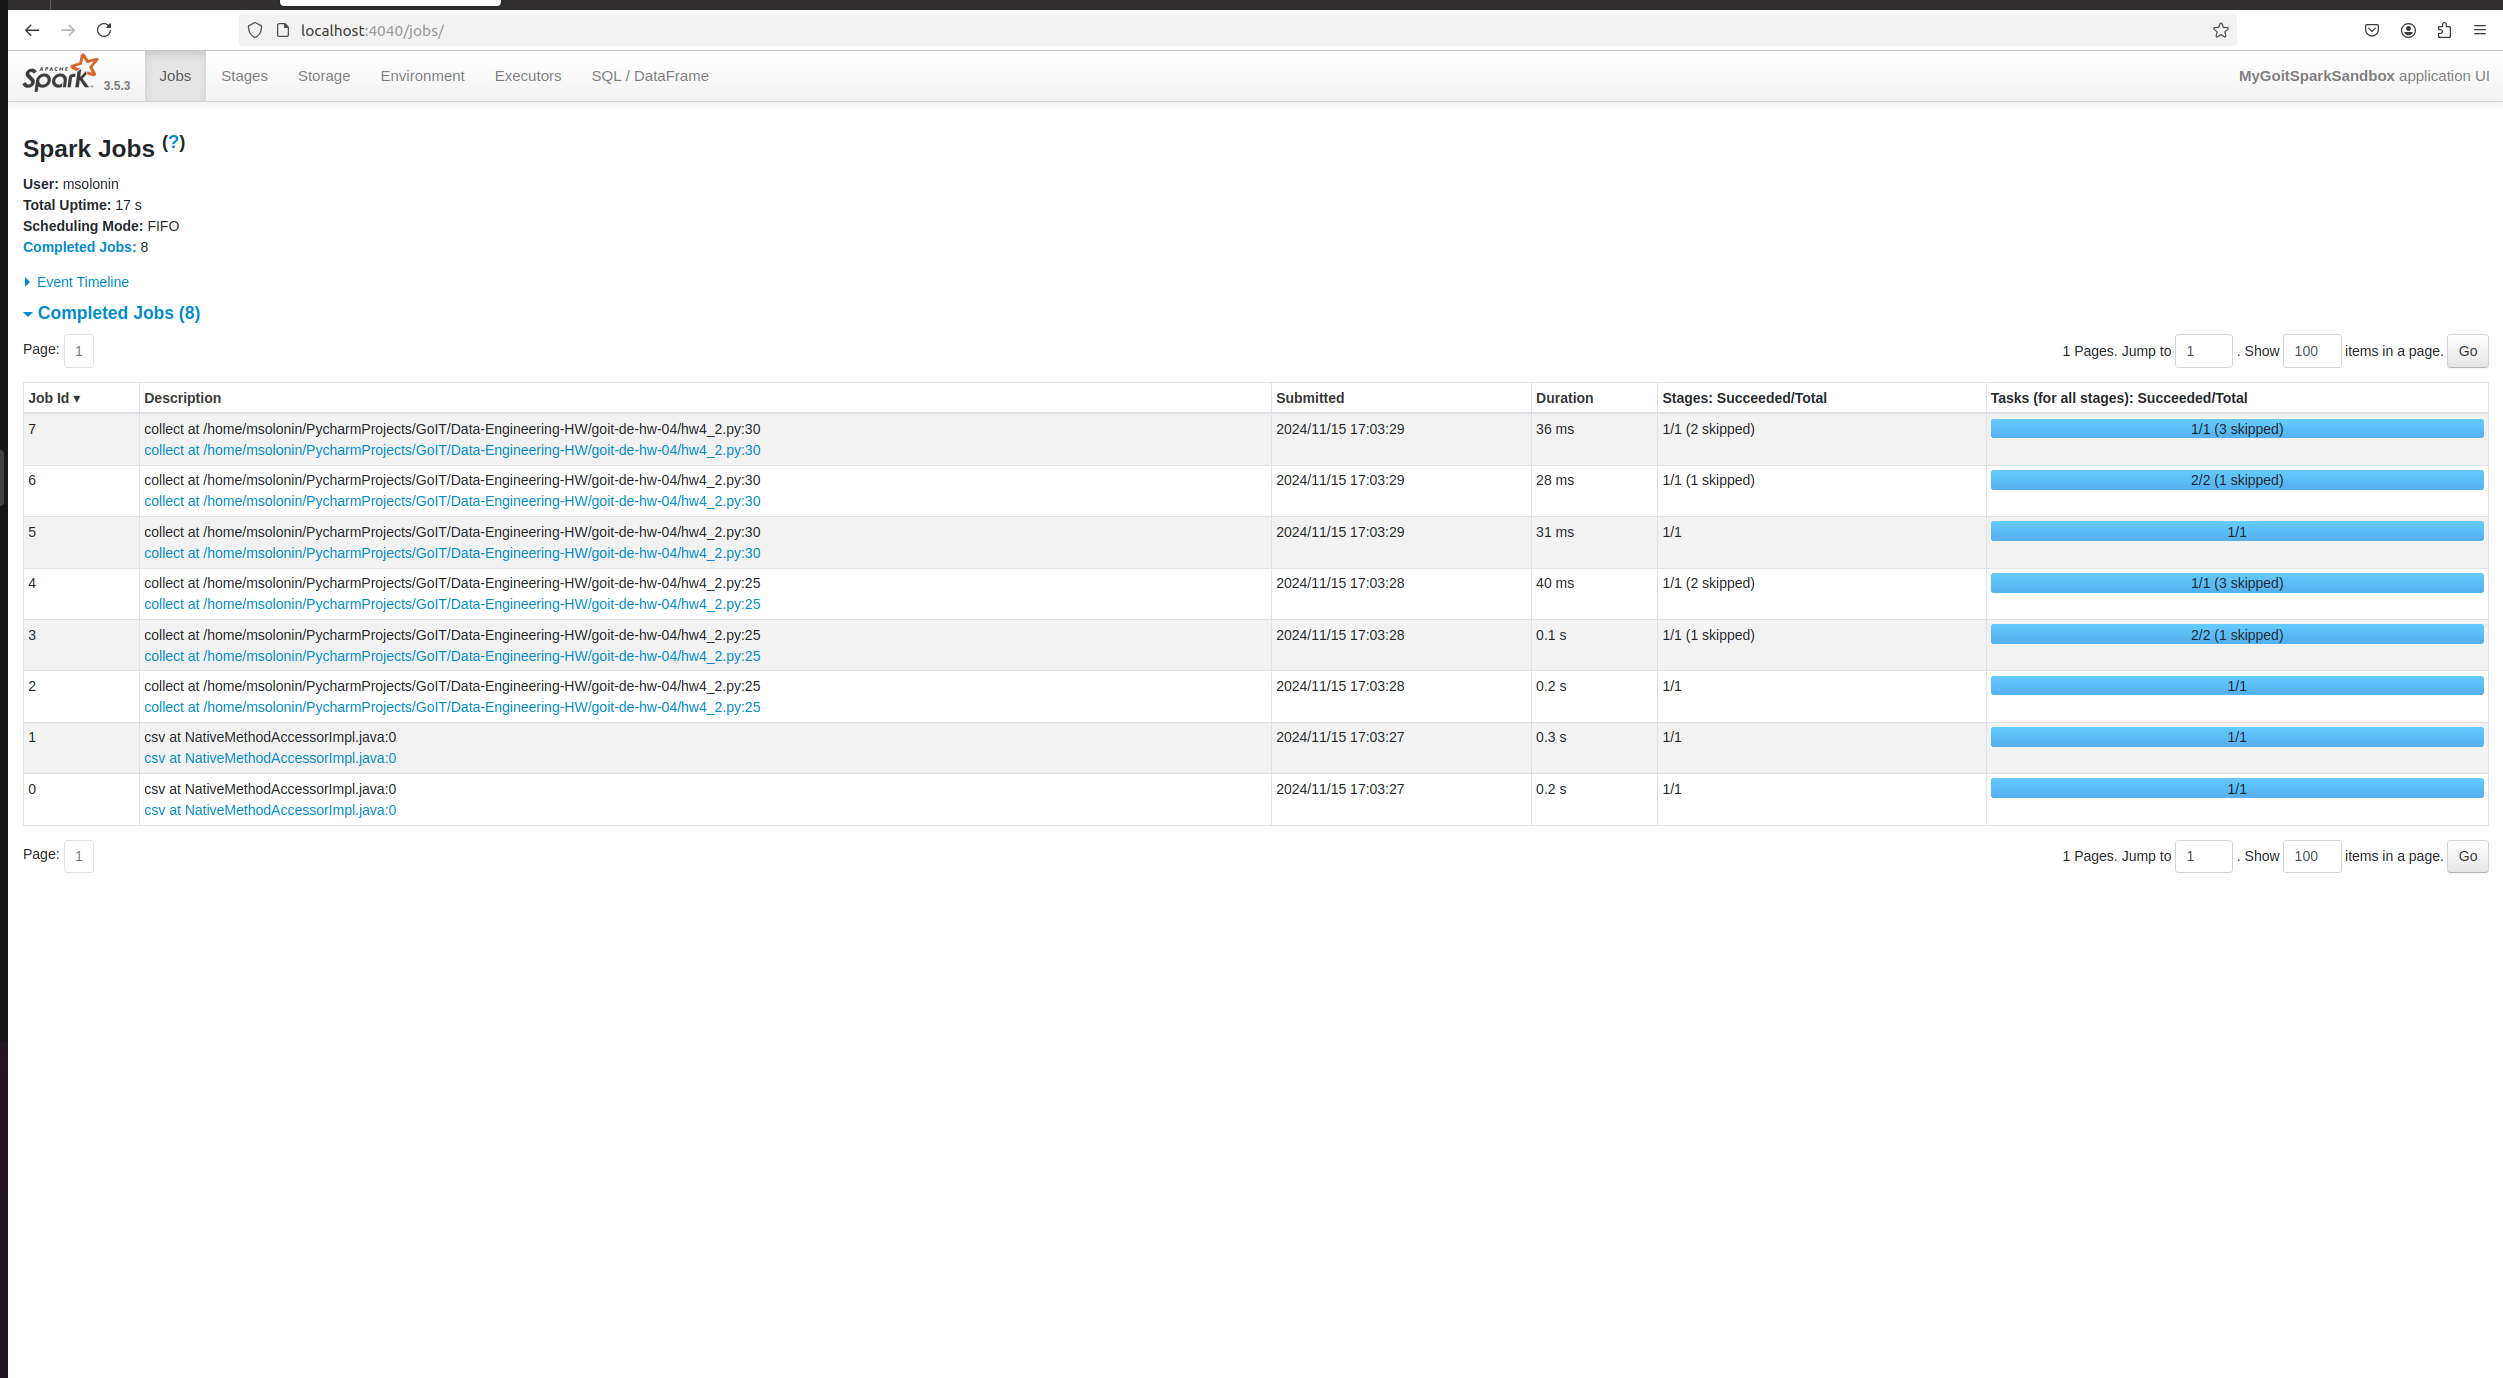 localhost:4040/jobs/
APACHE Spark 3.5.3 Jobs Stages Storage Environment Executors SQL / DataFrame MyGoitSparkSandbox application UI
Spark Jobs (?)
User: msolonin
Total Uptime: 17 s
Scheduling Mode: FIFO
Completed Jobs: 8
Event Timeline
Completed Jobs (8)
Page: 1 1 Pages. Jump to 1 . Show 100 items in a page. Go
Job Id ▾ Description Submitted Duration Stages: Succeeded/Total Tasks (for all stages): Succeeded/Total
7 collect at /home/msolonin/PycharmProjects/GoIT/Data-Engineering-HW/goit-de-hw-04/hw4_2.py:30 2024/11/15 17:03:29 36 ms 1/1 (2 skipped) 1/1 (3 skipped)
collect at /home/msolonin/PycharmProjects/GoIT/Data-Engineering-HW/goit-de-hw-04/hw4_2.py:30
6 collect at /home/msolonin/PycharmProjects/GoIT/Data-Engineering-HW/goit-de-hw-04/hw4_2.py:30 2024/11/15 17:03:29 28 ms 1/1 (1 skipped) 2/2 (1 skipped)
collect at /home/msolonin/PycharmProjects/GoIT/Data-Engineering-HW/goit-de-hw-04/hw4_2.py:30
5 collect at /home/msolonin/PycharmProjects/GoIT/Data-Engineering-HW/goit-de-hw-04/hw4_2.py:30 2024/11/15 17:03:29 31 ms 1/1 1/1
collect at /home/msolonin/PycharmProjects/GoIT/Data-Engineering-HW/goit-de-hw-04/hw4_2.py:30
4 collect at /home/msolonin/PycharmProjects/GoIT/Data-Engineering-HW/goit-de-hw-04/hw4_2.py:25 2024/11/15 17:03:28 40 ms 1/1 (2 skipped) 1/1 (3 skipped)
collect at /home/msolonin/PycharmProjects/GoIT/Data-Engineering-HW/goit-de-hw-04/hw4_2.py:25
3 collect at /home/msolonin/PycharmProjects/GoIT/Data-Engineering-HW/goit-de-hw-04/hw4_2.py:25 2024/11/15 17:03:28 0.1 s 1/1 (1 skipped) 2/2 (1 skipped)
collect at /home/msolonin/PycharmProjects/GoIT/Data-Engineering-HW/goit-de-hw-04/hw4_2.py:25
2 collect at /home/msolonin/PycharmProjects/GoIT/Data-Engineering-HW/goit-de-hw-04/hw4_2.py:25 2024/11/15 17:03:28 0.2 s 1/1 1/1
collect at /home/msolonin/PycharmProjects/GoIT/Data-Engineering-HW/goit-de-hw-04/hw4_2.py:25
1 csv at NativeMethodAccessorImpl.java:0 2024/11/15 17:03:27 0.3 s 1/1 1/1
csv at NativeMethodAccessorImpl.java:0
0 csv at NativeMethodAccessorImpl.java:0 2024/11/15 17:03:27 0.2 s 1/1 1/1
csv at NativeMethodAccessorImpl.java:0
Page: 1 1 Pages. Jump to 1 . Show 100 items in a page. Go